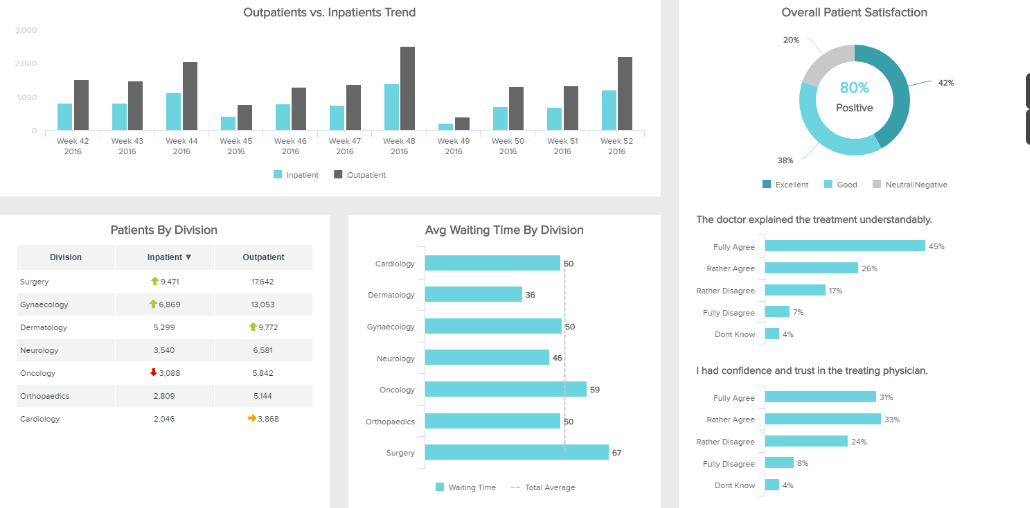 Outpatients vs. Inpatients Trend
3,000
2,000
1,000
0
Week 42 Week 43 Week 44 Week 45 Week 46 Week 47 Week 48 Week 49 Week 50 Week 51 Week 52
2016 2016 2016 2016 2016 2016 2016 2016 2016 2016 2016
Inpatient Outpatient
Overall Patient Satisfaction
20%
42%
80%
Positive
38%
Excellent Good Neutral/Negative
Patients By Division
Division Inpatient ▼ Outpatient
Surgery 9,471 17,642
Gynaecology 6,869 13,053
Dermatology 5,299 9,772
Neurology 3,540 6,581
Oncology 3,088 5,842
Orthopaedics 2,809 5,144
Cardiology 2,046 3,868
Avg Waiting Time By Division
Cardiology 50
Dermatology 36
Gynaecology 50
Neurology 46
Oncology 59
Orthopaedics 50
Surgery 67
Waiting Time Total Average
The doctor explained the treatment understandably.
Fully Agree 45%
Rather Agree 26%
Rather Disagree 17%
Fully Disagree 7%
Dont Know 4%
I had confidence and trust in the treating physician.
Fully Agree 31%
Rather Agree 33%
Rather Disagree 24%
Fully Disagree 8%
Dont Know 4%